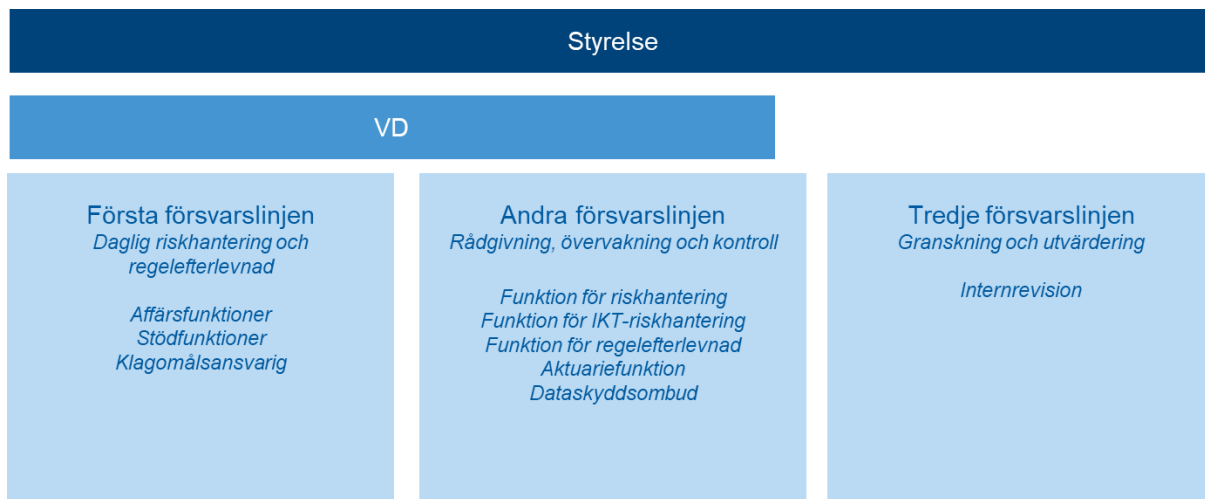 Styrelse
VD
Första försvarslinjen
Daglig riskhantering och
regelefterlevnad
Affärsfunktioner
Stödfunktioner
Klagomålsansvarig
Andra försvarslinjen
Rådgivning, övervakning och kontroll
Funktion för riskhantering
Funktion för IKT-riskhantering
Funktion för regelefterlevnad
Aktuariefunktion
Dataskyddsombud
Tredje försvarslinjen
Granskning och utvärdering
Internrevision